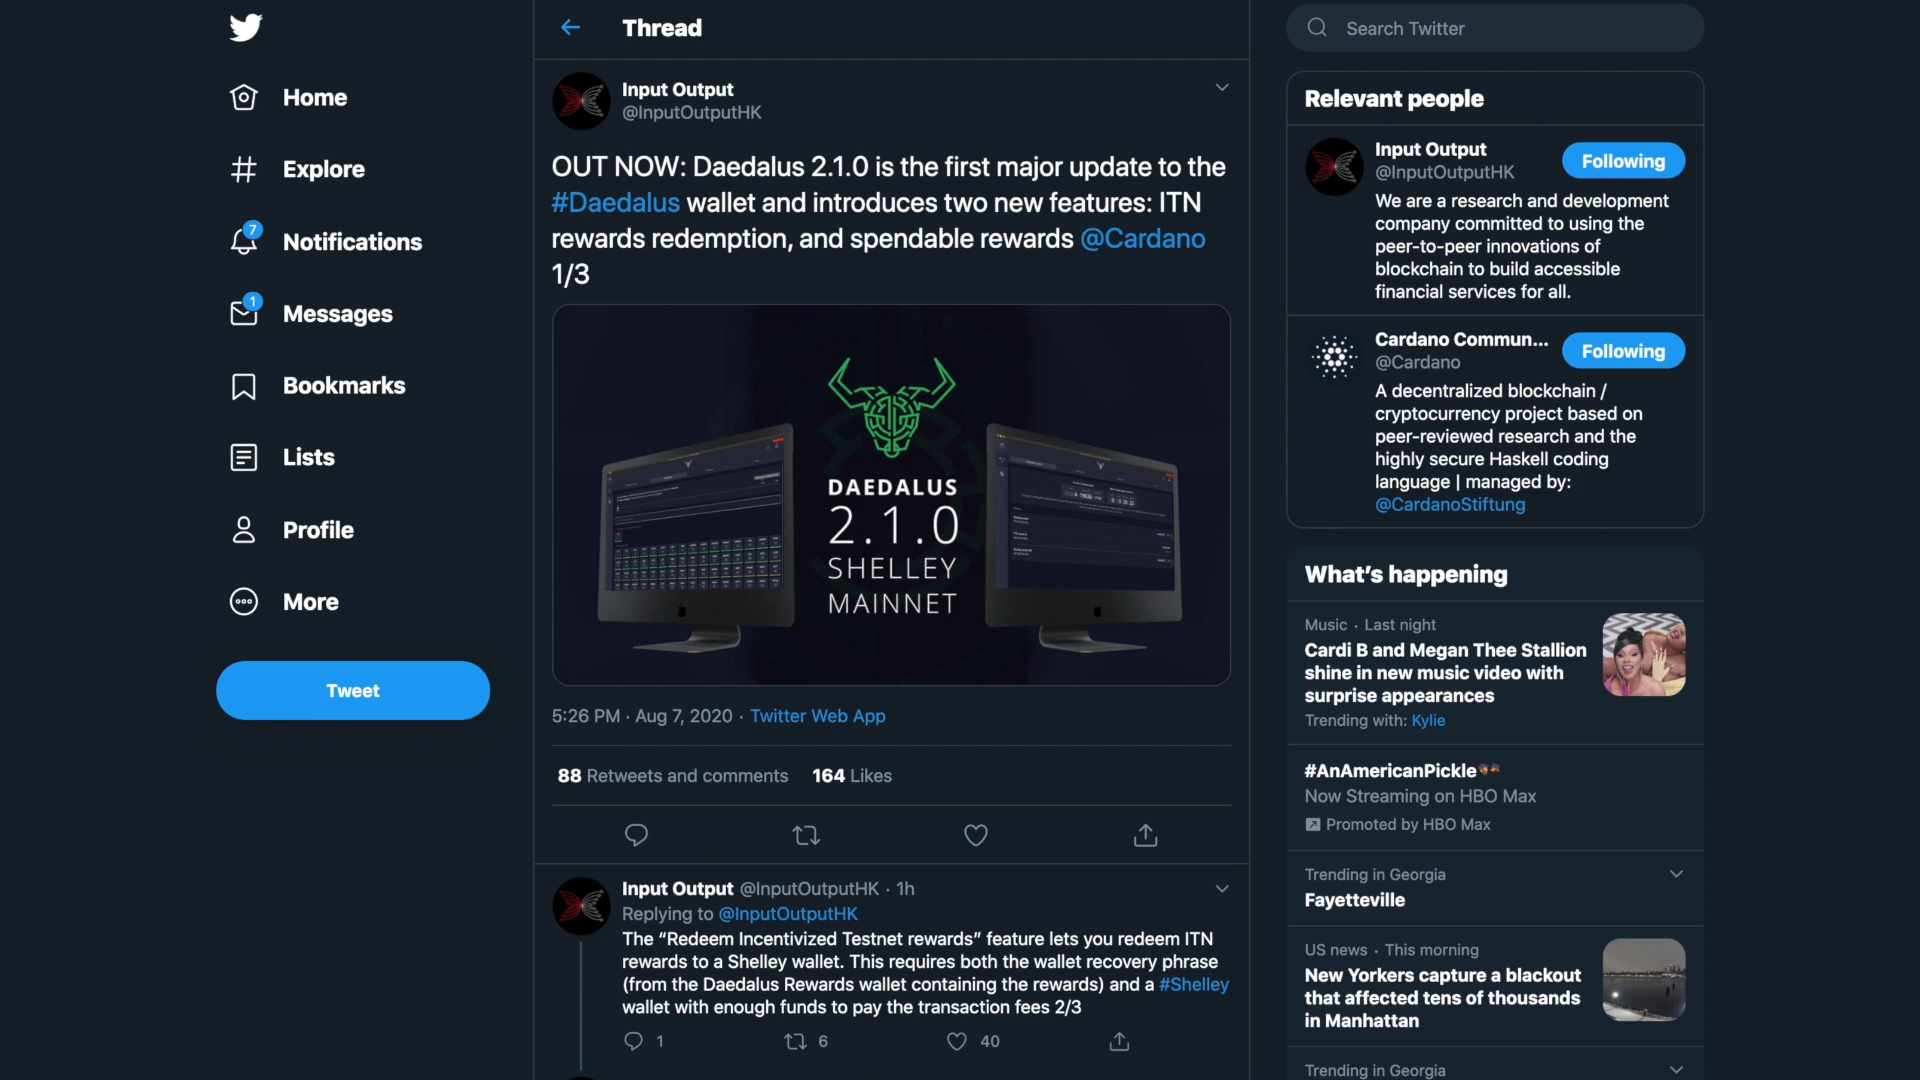 Home
Explore
7
Notifications
1
Messages
Bookmarks
Lists
Profile
More
Tweet
Thread
Input Output
@InputOutputHK
OUT NOW: Daedalus 2.1.0 is the first major update to the
#Daedalus wallet and introduces two new features: ITN
rewards redemption, and spendable rewards @Cardano
1/3
DAEDALUS
2.1.0
SHELLEY
MAINNET
5:26 PM · Aug 7, 2020 · Twitter Web App
88 Retweets and comments 164 Likes
Input Output @InputOutputHK · 1h
Replying to @InputOutputHK
The “Redeem Incentivized Testnet rewards” feature lets you redeem ITN
rewards to a Shelley wallet. This requires both the wallet recovery phrase
(from the Daedalus Rewards wallet containing the rewards) and a #Shelley
wallet with enough funds to pay the transaction fees 2/3
1 6 40
Search Twitter
Relevant people
Input Output
@InputOutputHK
Following
We are a research and development
company committed to using the
peer-to-peer innovations of
blockchain to build accessible
financial services for all.
Cardano Commun...
@Cardano
Following
A decentralized blockchain /
cryptocurrency project based on
peer-reviewed research and the
highly secure Haskell coding
language | managed by:
@CardanoStiftung
What’s happening
Music · Last night
Cardi B and Megan Thee Stallion
shine in new music video with
surprise appearances
Trending with: Kylie
#AnAmericanPickle
Now Streaming on HBO Max
Promoted by HBO Max
Trending in Georgia
Fayetteville
US news · This morning
New Yorkers capture a blackout
that affected tens of thousands
in Manhattan
Trending in Georgia